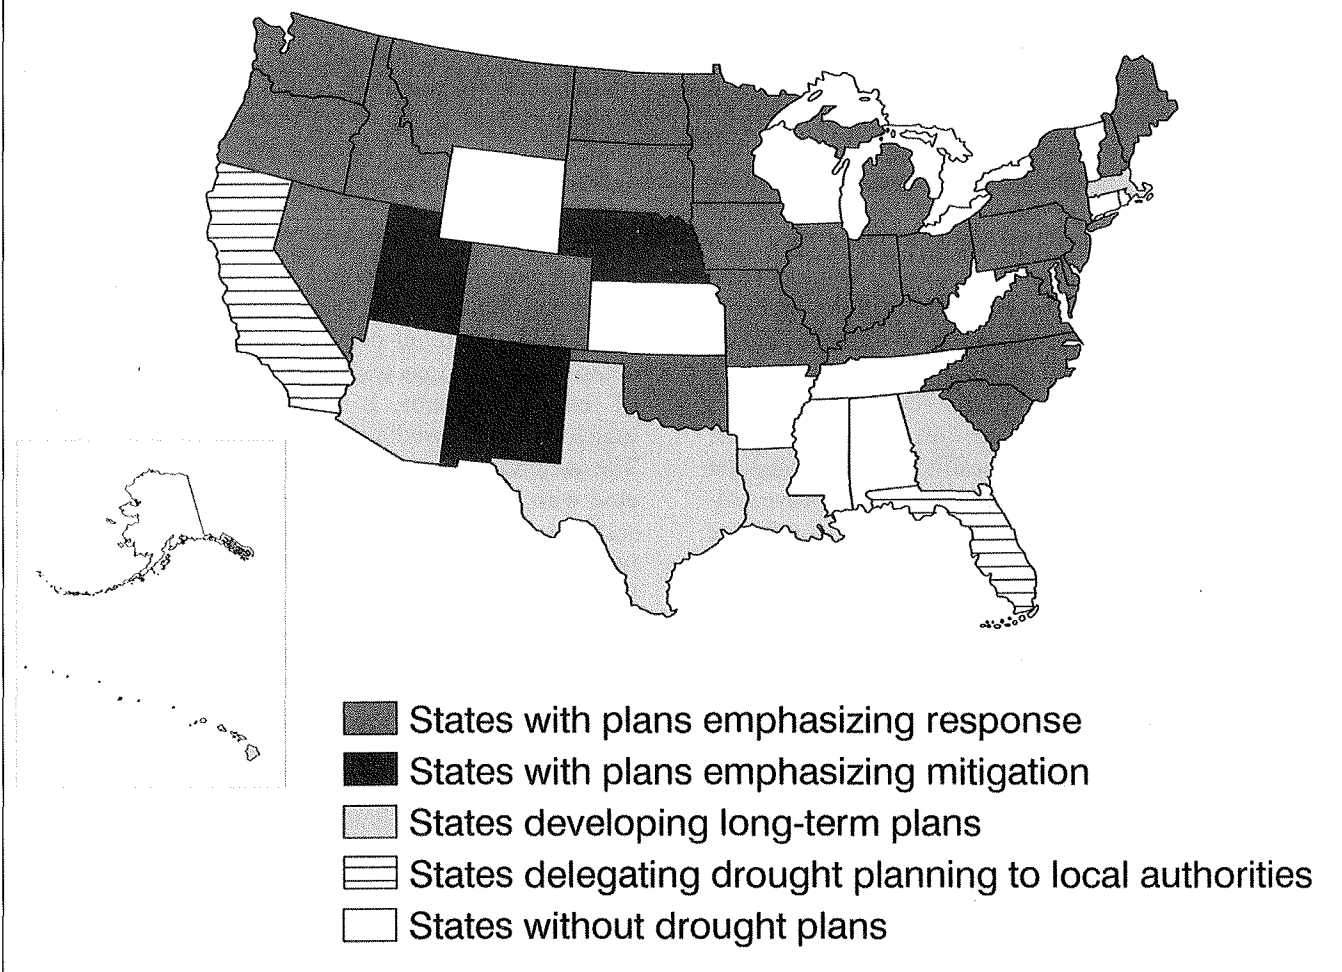 States with plans emphasizing response
States with plans emphasizing mitigation
States developing long-term plans
States delegating drought planning to local authorities
States without drought plans